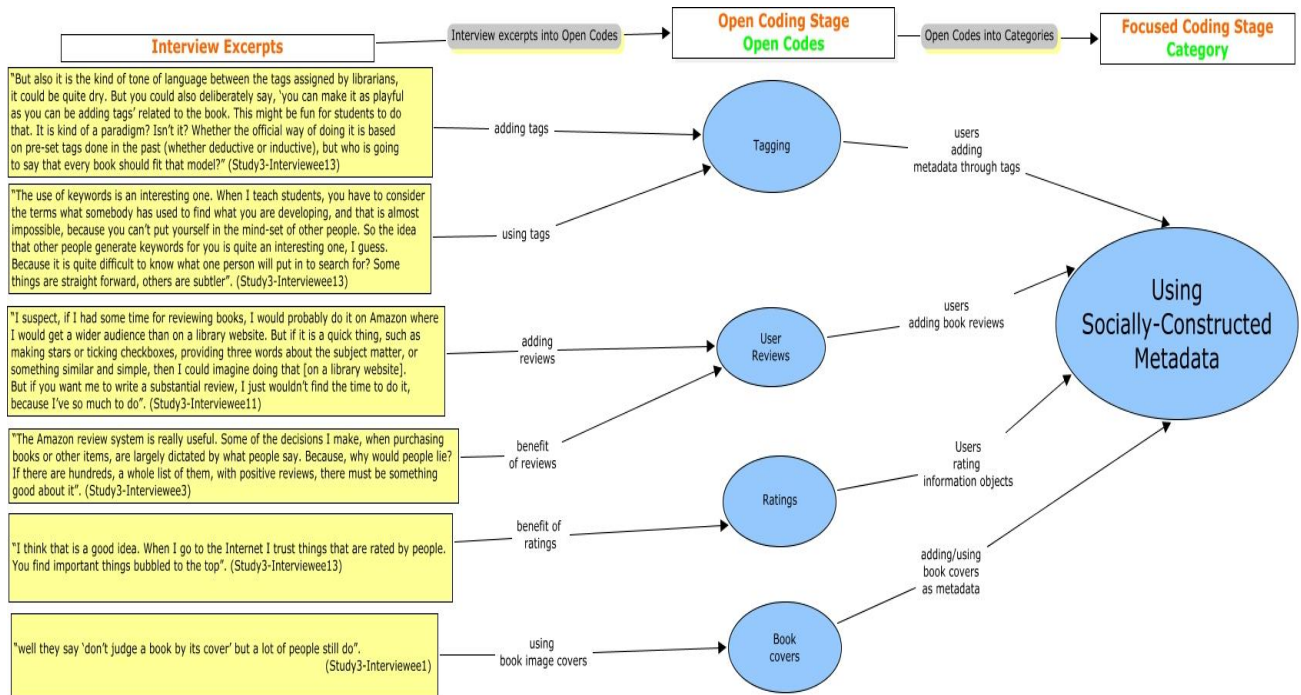 Interview Excerpts
Interview excerpts into Open Codes
Open Coding Stage
Open Codes
Open Codes into Categories
Focused Coding Stage
Category
"But also it is the kind of tone of language between the tags assigned by librarians,
it could be quite dry. But you could also deliberately say, 'you can make it as playful
as you can be adding tags' related to the book. This might be fun for students to do
that. It is kind of a paradigm? Isn't it? Whether the official way of doing it is based
on pre-set tags done in the past (whether deductive or inductive), but who is going
to say that every book should fit that model?" (Study3-Interviewee13)
adding tags
Tagging
users
adding
metadata through tags
"The use of keywords is an interesting one. When I teach students, you have to consider
the terms what somebody has used to find what you are developing, and that is almost
impossible, because you can't put yourself in the mind-set of other people. So the idea
that other people generate keywords for you is quite an interesting one, I guess.
Because it is quite difficult to know what one person will put in to search for? Some
things are straight forward, others are subtler". (Study3-Interviewee13)
using tags
"I suspect, if I had some time for reviewing books, I would probably do it on Amazon where
I would get a wider audience than on a library website. But if it is a quick thing, such as
making stars or ticking checkboxes, providing three words about the subject matter, or
something similar and simple, then I could imagine doing that [on a library website].
But if you want me to write a substantial review, I just wouldn't find the time to do it,
because I've so much to do". (Study3-Interviewee11)
adding
reviews
User
Reviews
users
adding book reviews
Using
Socially-Constructed
Metadata
"The Amazon review system is really useful. Some of the decisions I make, when purchasing
books or other items, are largely dictated by what people say. Because, why would people lie?
If there are hundreds, a whole list of them, with positive reviews, there must be something
good about it". (Study3-Interviewee3)
benefit
of reviews
"I think that is a good idea. When I go to the Internet I trust things that are rated by people.
You find important things bubbled to the top". (Study3-Interviewee13)
benefit of
ratings
Ratings
Users
rating
information objects
"well they say 'don't judge a book by its cover' but a lot of people still do".
(Study3-Interviewee1)
using
book image covers
Book
covers
adding/using
book covers
as metadata